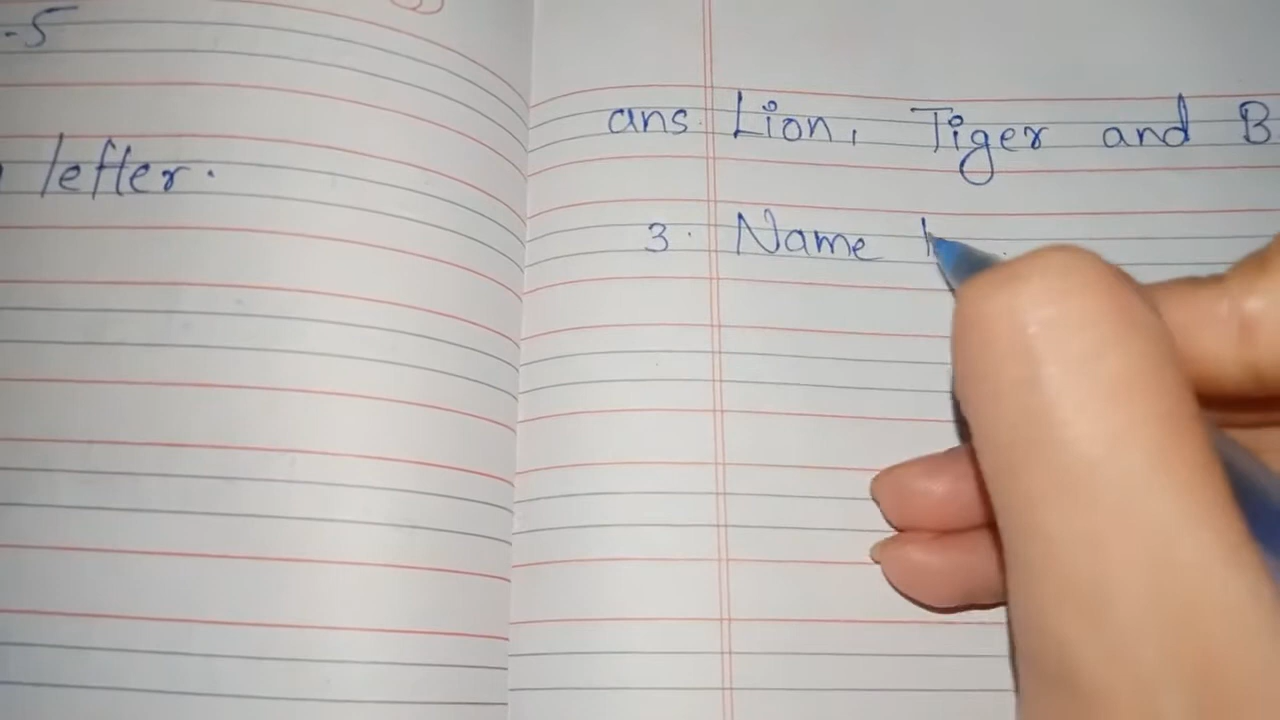 -5
letter.
ans. Lion, Tiger and B
3. Name